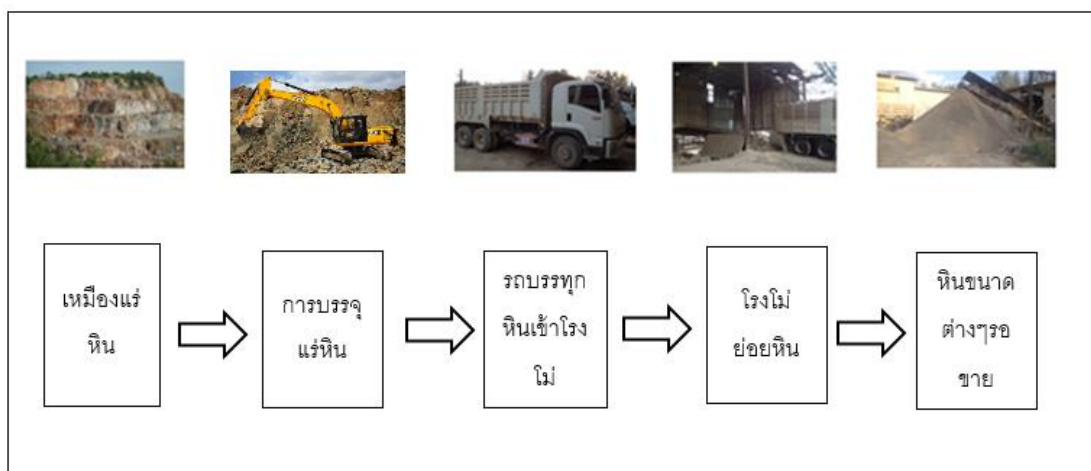 เหมืองแร่
หิน
การบรรจุ
แร่หิน
รถบรรทุก
หินเข้าโรง
โม่
โรงโม่
ย่อยหิน
หินขนาด
ต่างๆรอ
ขาย